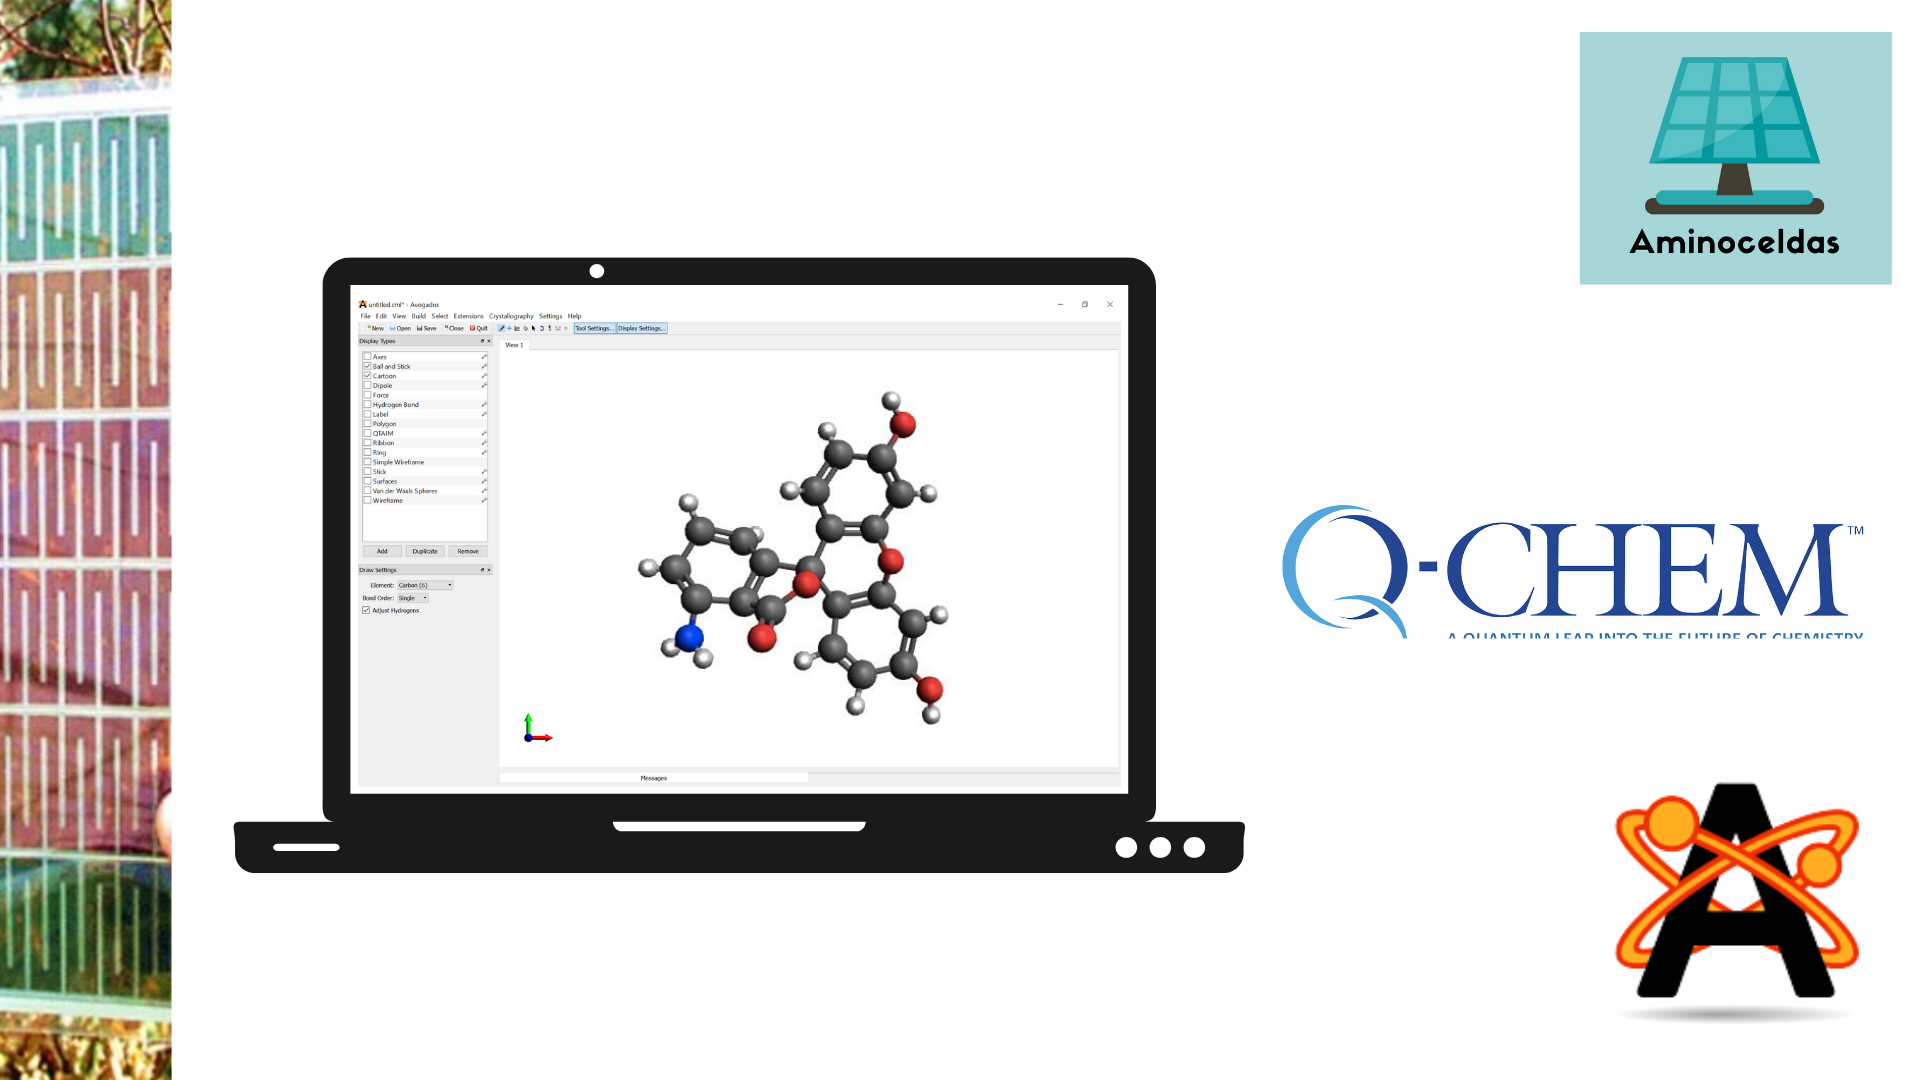 Aminoceldas
untitled.cml* - Avogadro
File Edit View Build Select Extensions Crystallography Settings Help
New Open Save Close Quit Tool Settings... Display Settings...
Display Types
View 1
Axes
Ball and Stick
Cartoon
Dipole
Force
Hydrogen Bond
Label
Polygon
QTAIM
Ribbon
Ring
Simple Wireframe
Stick
Surfaces
Van der Waals Spheres
Wireframe
Add Duplicate Remove
Draw Settings
Element: Carbon (6)
Bond Order: Single
Adjust Hydrogens
Messages
Q-CHEM™
A QUANTUM LEAP INTO THE FUTURE OF CHEMISTRY